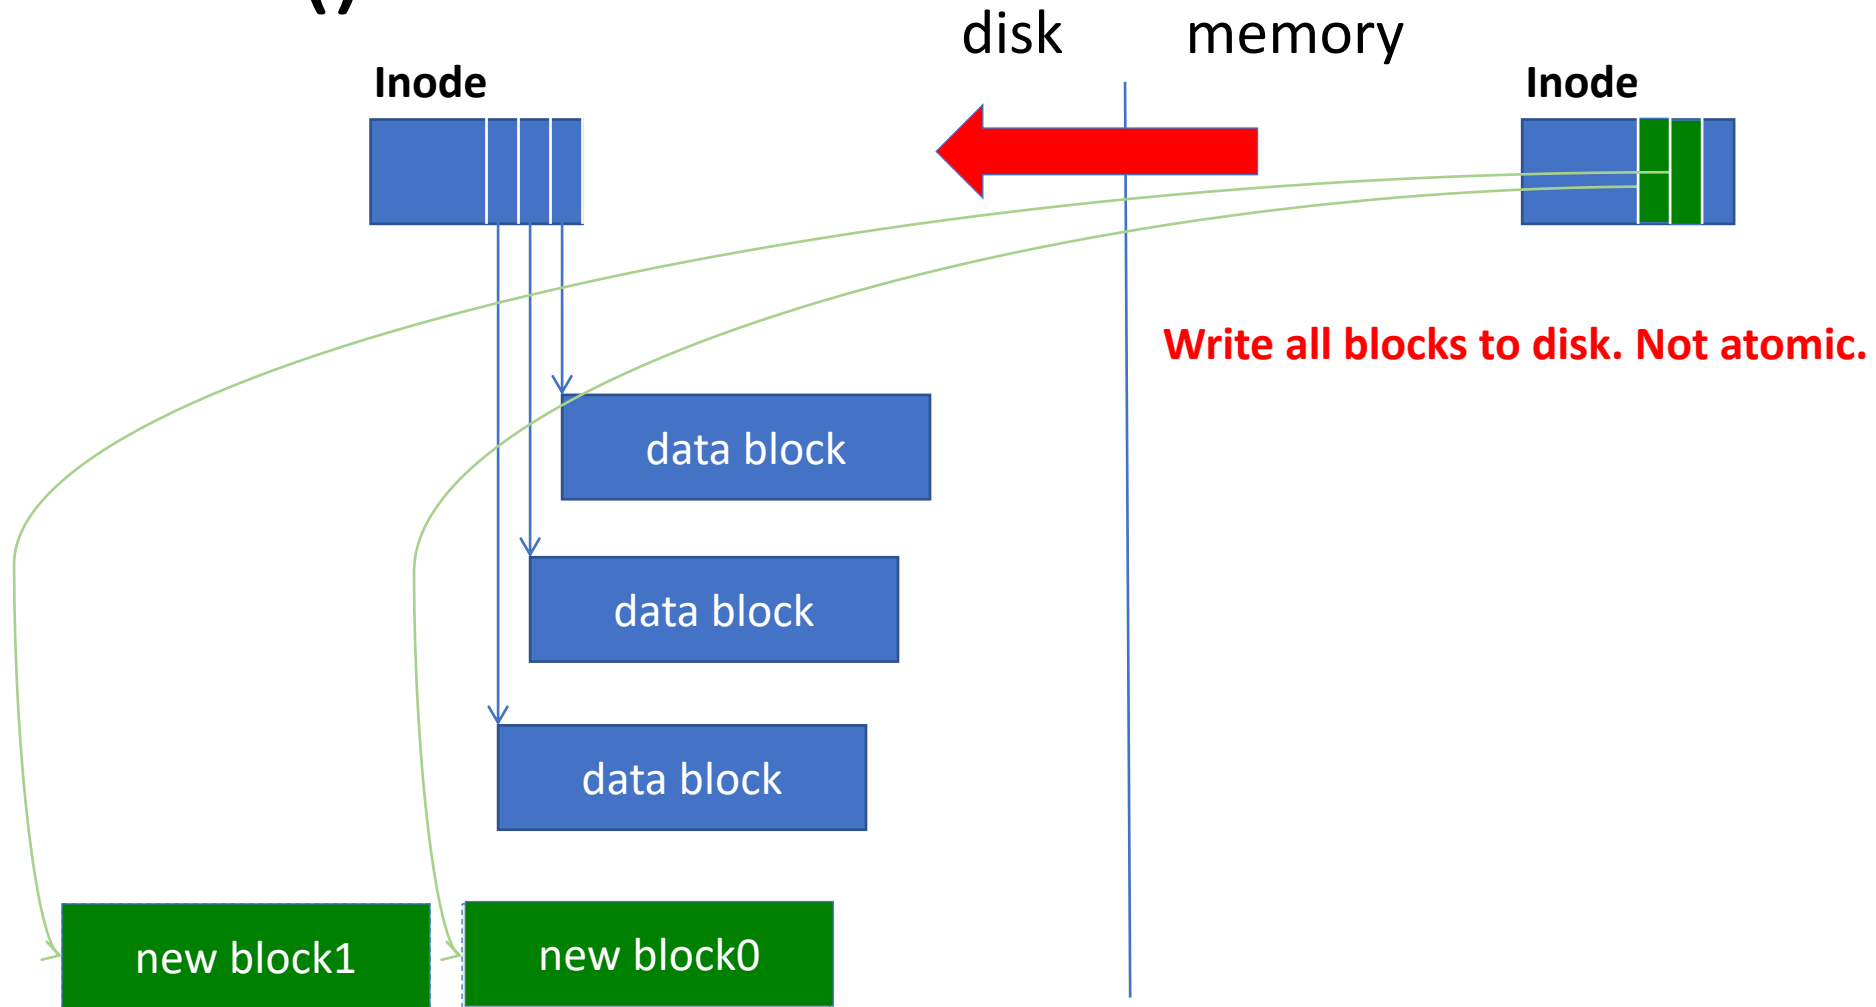 ()
disk memory
Inode
Inode
Write all blocks to disk. Not atomic.
data block
data block
data block
new block1
new block0